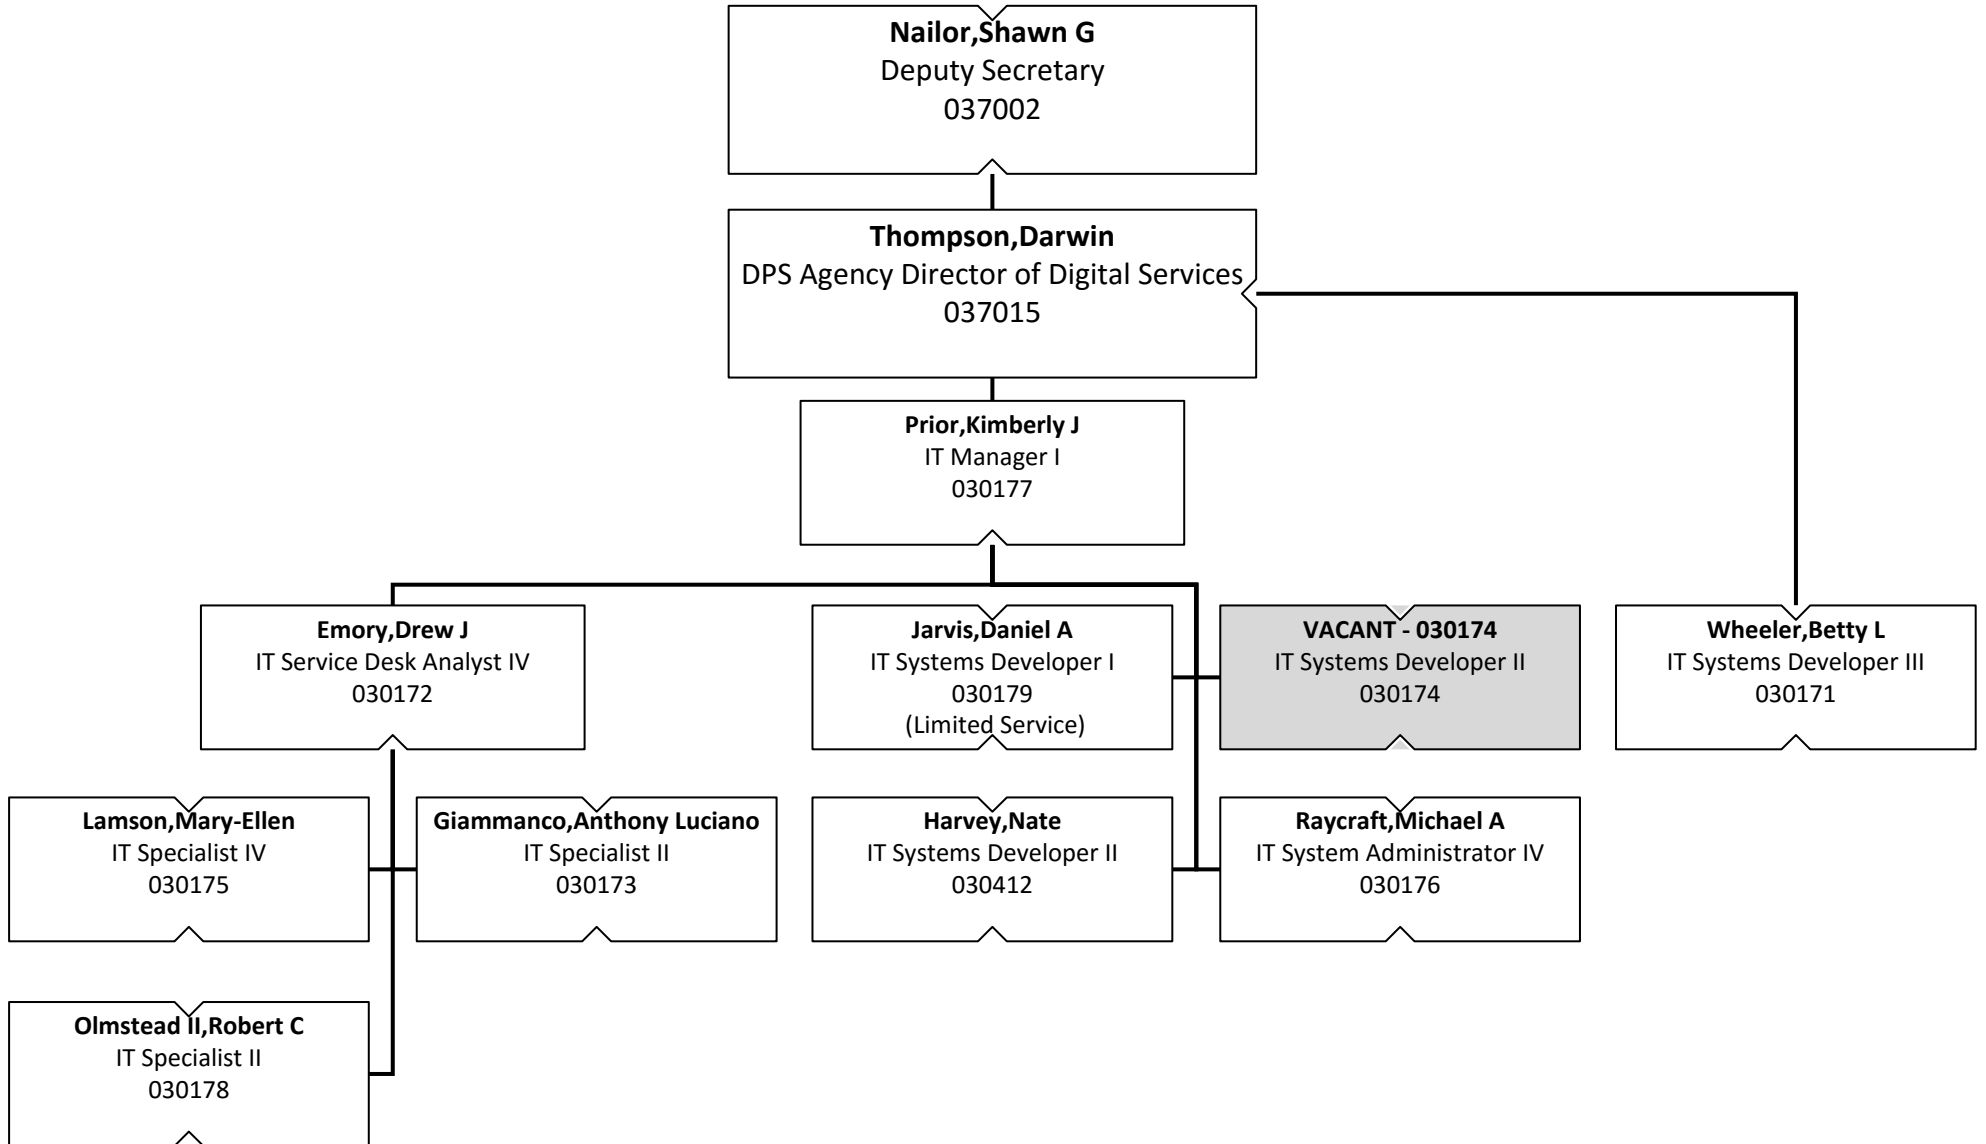 Nailor,Shawn G
Deputy Secretary
037002
Thompson,Darwin
DPS Agency Director of Digital Services
037015
Prior,Kimberly J
IT Manager I
030177
Emory,Drew J
IT Service Desk Analyst IV
030172
Jarvis,Daniel A
IT Systems Developer I
030179
(Limited Service)
VACANT - 030174
IT Systems Developer II
030174
Wheeler,Betty L
IT Systems Developer III
030171
Lamson,Mary-Ellen
IT Specialist IV
030175
Giammanco,Anthony Luciano
IT Specialist II
030173
Harvey,Nate
IT Systems Developer II
030412
Raycraft,Michael A
IT System Administrator IV
030176
Olmstead II,Robert C
IT Specialist II
030178